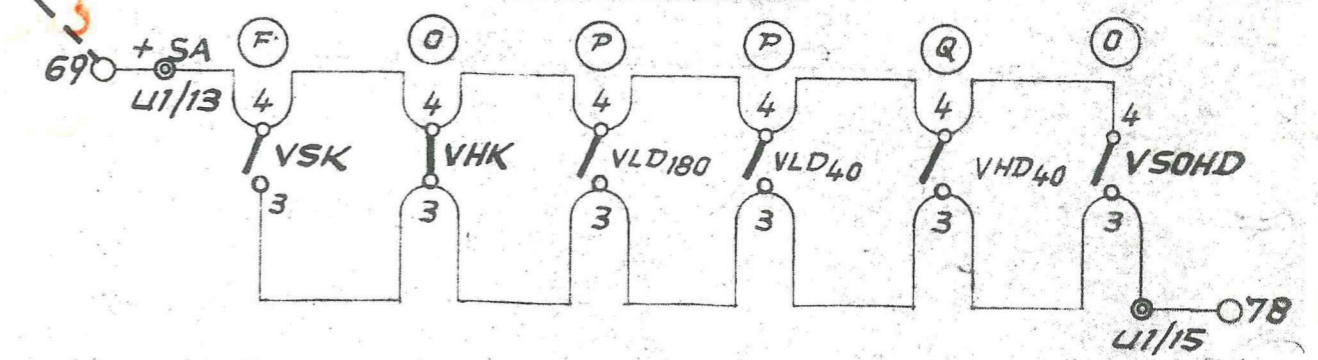 F O P P Q O
69 + SA
U1/13
4 4 4 4 4 4
VSK VHK VLD180 VLD40 VHD40 VSOHD
3 3 3 3 3 3
78
U1/15